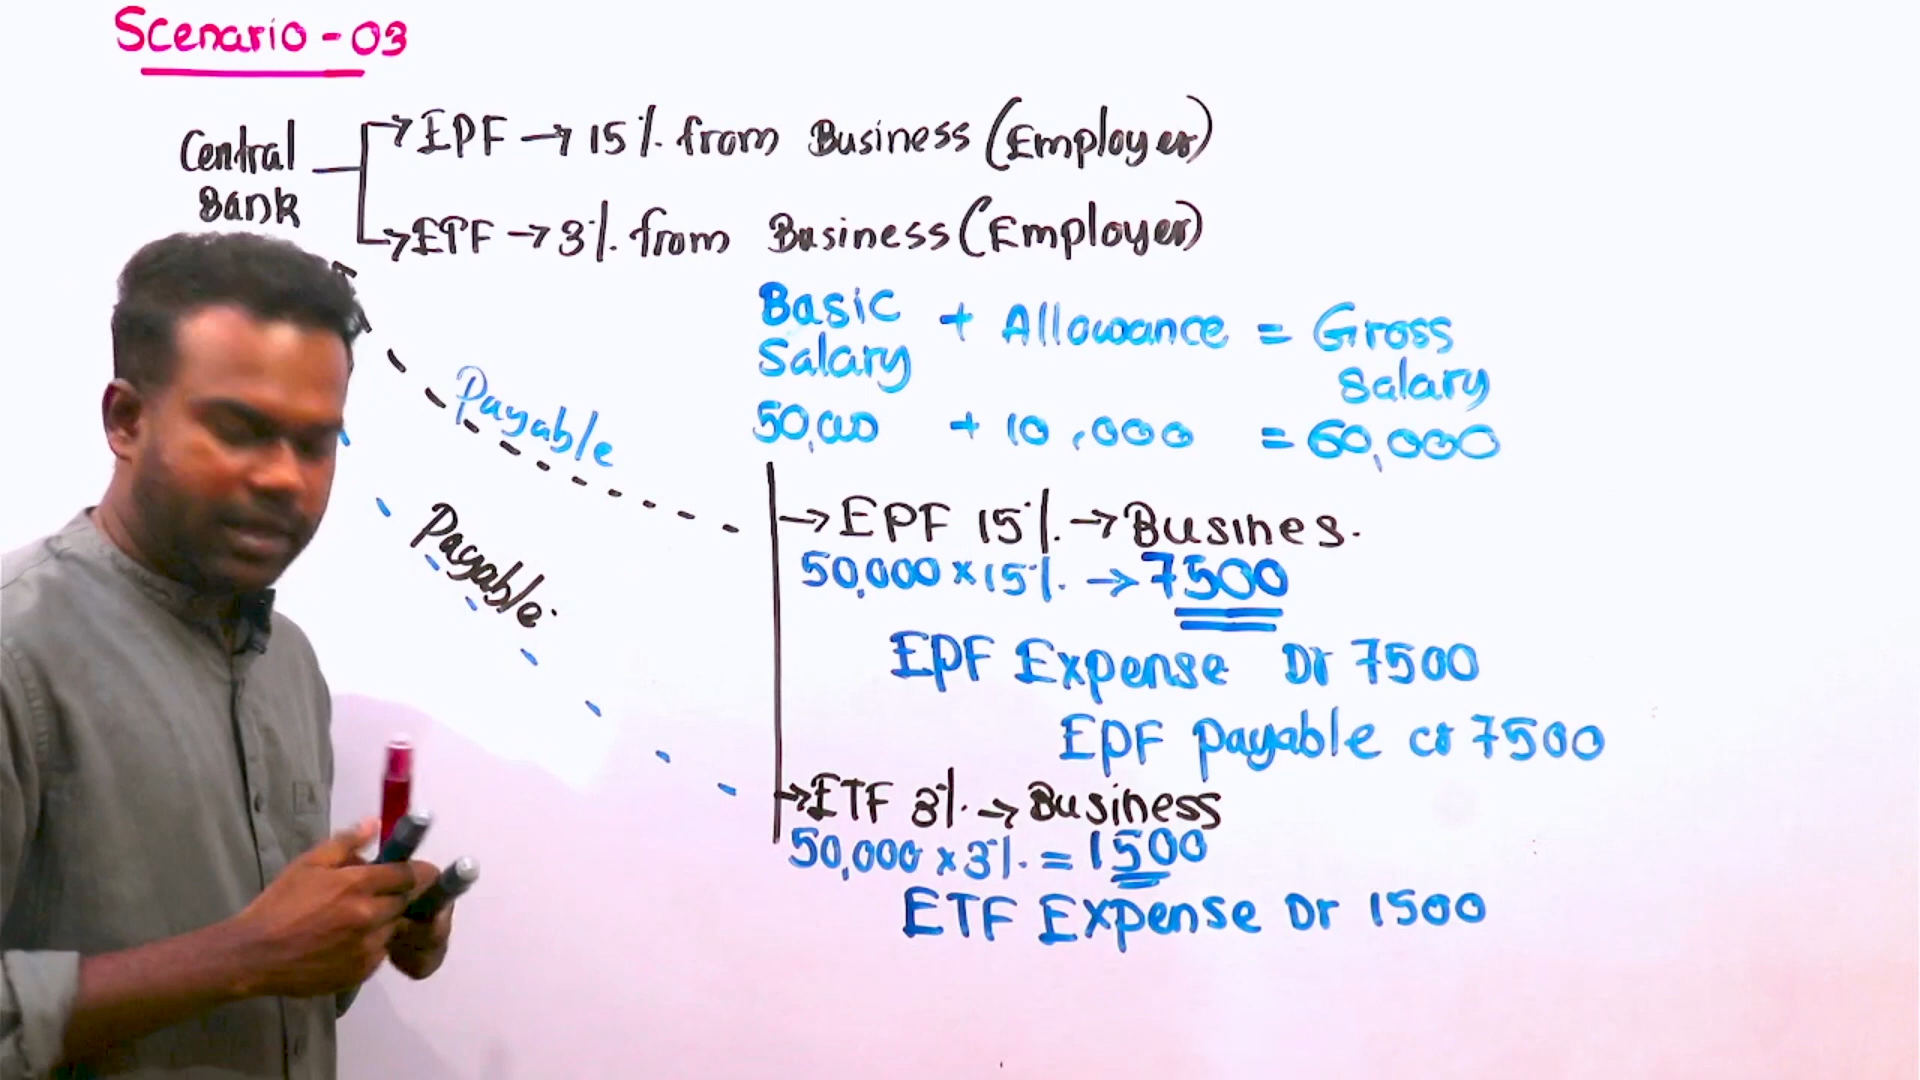 Scenario - 03
Central Bank
→ EPF → 15% from Business (Employer)
→ EPF → 3% from Business (Employer)
Basic Salary + Allowance = Gross Salary
50,000 + 10,000 = 60,000
Payable
→ EPF 15% → Busines.
50,000 × 15% → 7500
Payable
EPF Expense Dr 7500
EPF payable cr 7500
→ ETF 3% → Business
50,000 × 3% = 1500
ETF Expense Dr 1500